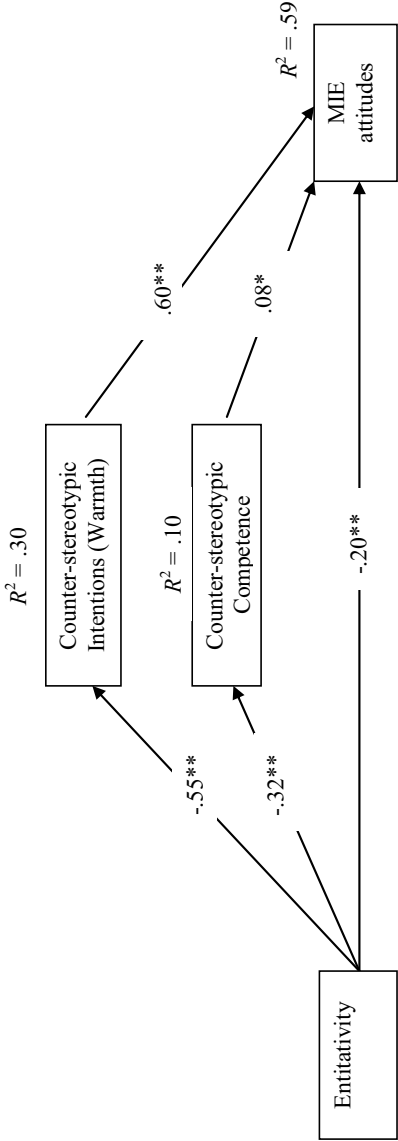 Entitativity
-.55**
-.32**
-.20**
R² = .30
Counter-stereotypic
Intentions (Warmth)
R² = .10
Counter-stereotypic
Competence
.60**
.08*
R² = .59
MIE
attitudes